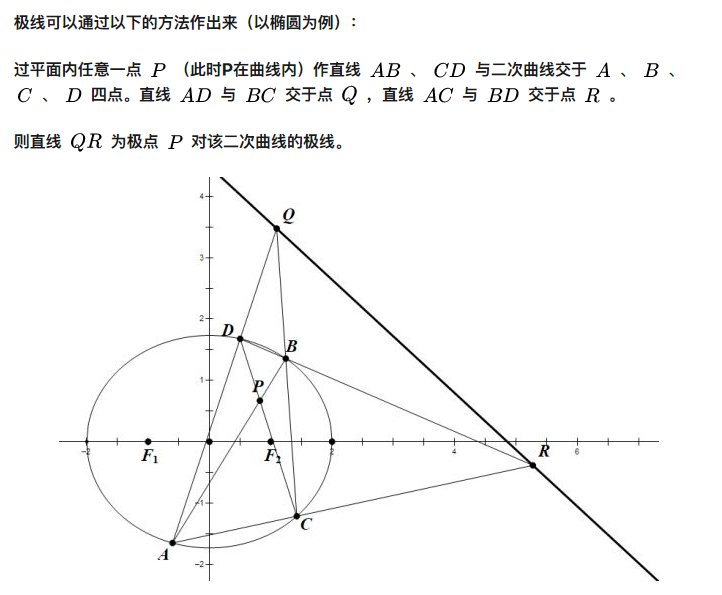 极线可以通过以下的方法作出来（以椭圆为例）：
过平面内任意一点 P （此时P在曲线内）作直线 AB 、 CD 与二次曲线交于 A 、 B 、
C 、 D 四点。直线 AD 与 BC 交于点 Q ，直线 AC 与 BD 交于点 R 。
则直线 QR 为极点 P 对该二次曲线的极线。
4
Q
3
2
D
B
1
P
-2
F₁
F₂
2
4
R
6
-1
C
A
-2